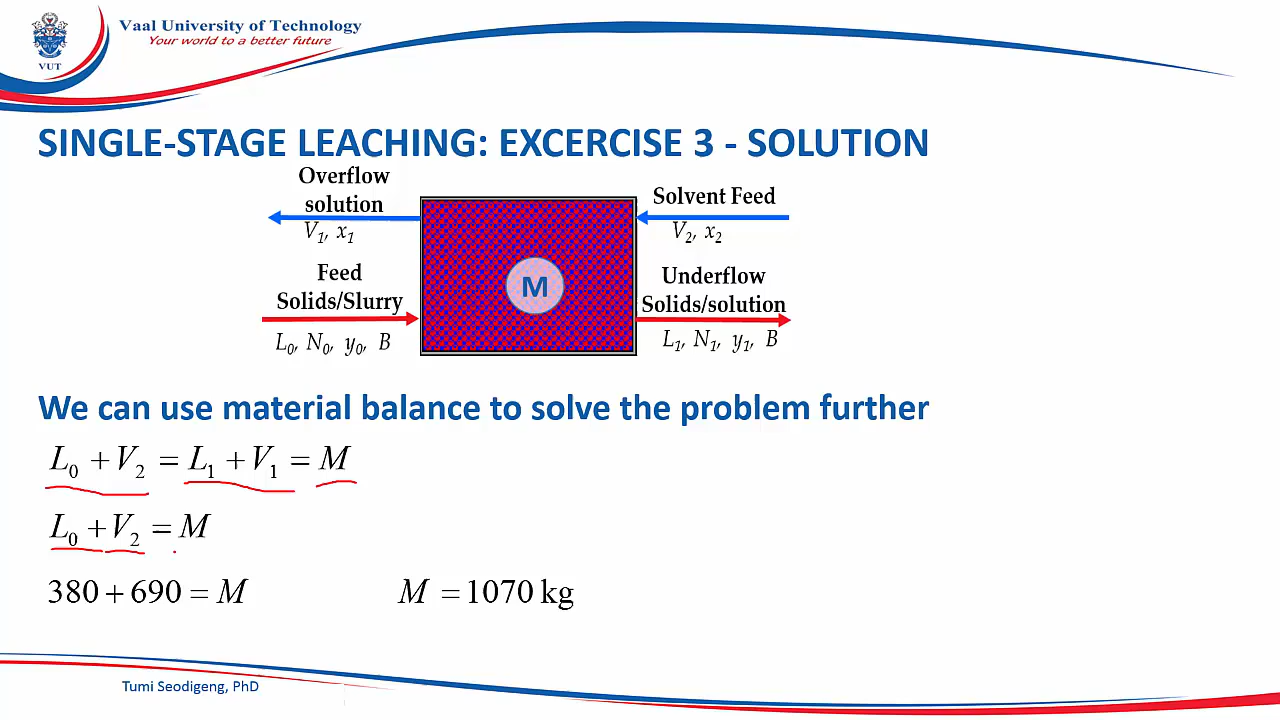 Vaal University of Technology
Your world to a better future
VUT
SINGLE-STAGE LEACHING: EXCERCISE 3 - SOLUTION
Overflow
solution
V₁, x₁
Solvent Feed
V₂, x₂
Feed
Solids/Slurry
L₀, N₀, y₀, B
M
Underflow
Solids/solution
L₁, N₁, y₁, B
We can use material balance to solve the problem further
L₀ + V₂ = L₁ + V₁ = M
L₀ + V₂ = M
380 + 690 = M
M = 1070 kg
Tumi Seodigeng, PhD